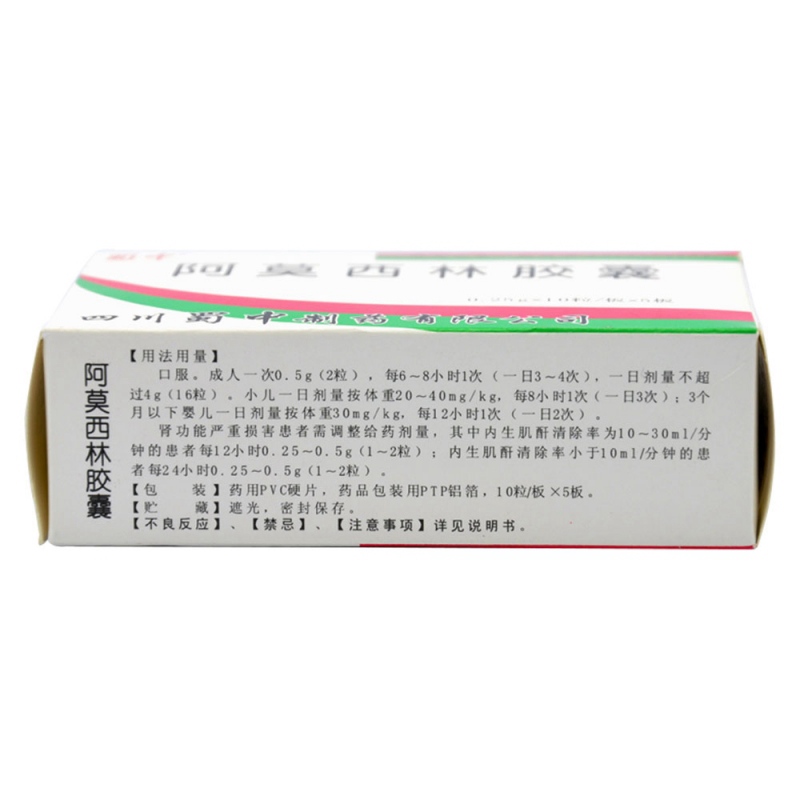 蜀中
阿莫西林胶囊
0.25g×10粒/板×5板
四川蜀中制药有限公司
阿莫西林胶囊
【用法用量】
口服。成人一次0.5g(2粒),每6~8小时1次(一日3~4次),一日剂量不超
过4g(16粒)。小儿一日剂量按体重20~40mg/kg,每8小时1次(一日3次);3个
月以下婴儿一日剂量按体重30mg/kg,每12小时1次(一日2次)。
肾功能严重损害患者需调整给药剂量,其中内生肌酐清除率为10~30ml/分
钟的患者每12小时0.25~0.5g(1~2粒);内生肌酐清除率小于10ml/分钟的患
者每24小时0.25~0.5g(1~2粒)。
【包 装】药用PVC硬片,药品包装用PTP铝箔,10粒/板×5板。
【贮 藏】遮光,密封保存。
【不良反应】、【禁忌】、【注意事项】详见说明书。